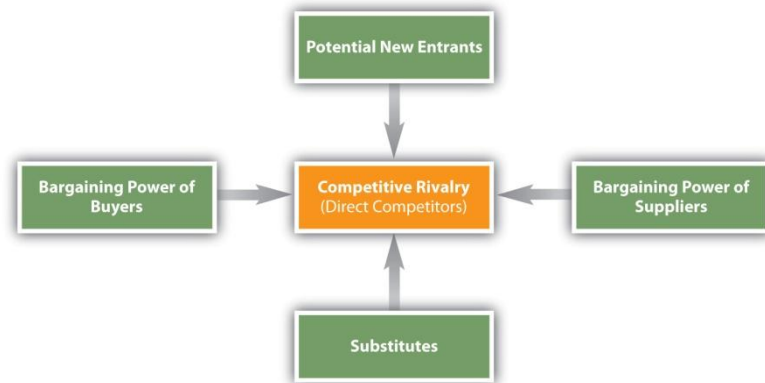 Potential New Entrants
Bargaining Power of
Buyers
Competitive Rivalry
(Direct Competitors)
Bargaining Power of
Suppliers
Substitutes